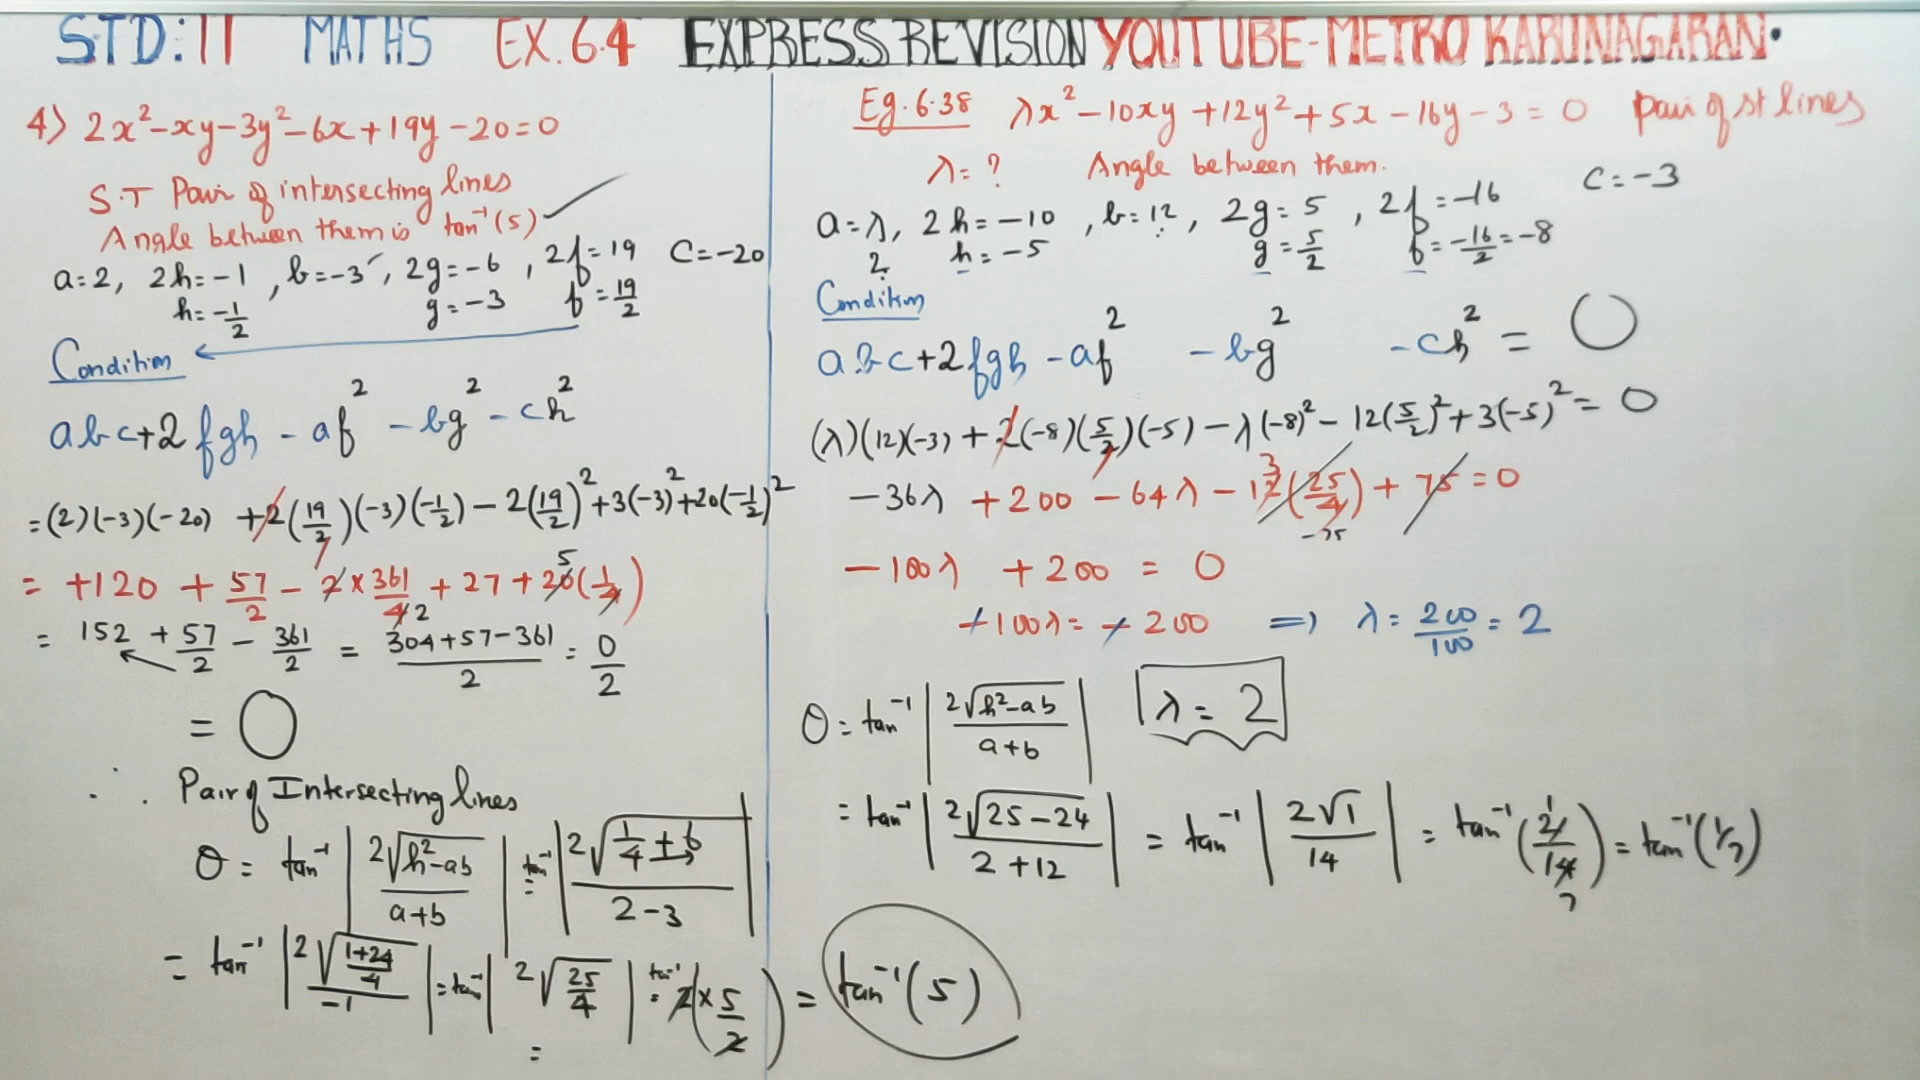 STD:11 MATHS EX.6.4 EXPRESS REVISION YOUTUBE-METRO KARUNAGARAN.
4) 2x²-xy-3y²-6x+19y-20=0
S.T Pair of intersecting lines
Angle between them is tan⁻¹(5)
a=2, 2h=-1, b=-3, 2g=-6, 2f=19 C=-20
h=-1/2 g=-3 f=19/2
Condition
abc+2fgh-af²-bg²-ch²
=(2)(-3)(-20)+2(19/2)(-3)(-1/2)-2(19/2)²+3(-3)²+20(-1/2)²
= +120 + 57/2 - 2×361/4 2 + 27 + 20 5 (1/4)
= 152 + 57/2 - 361/2 = 304+57-361/2 = 0/2
= 0
∴ Pair of Intersecting lines
θ = tan⁻¹ |2√h²-ab / a+b| = tan⁻¹ |2√1/4+6 / 2-3|
= tan⁻¹ |2√1+24/4 / -1| = tan⁻¹ |2√25/4| = tan⁻¹ (2×5/2) = tan⁻¹(5)
=
Eg.6.38 λx²-10xy+12y²+5x-16y-3=0 Pair of st lines
λ=? Angle between them.
a=λ, 2h=-10, b=12, 2g=5, 2f=-16 C=-3
2 h=-5 g=5/2 f=-16/2=-8
Condition
abc+2fgh-af²-bg²-ch²=0
(λ)(12)(-3)+2(-8)(5/2)(-5)-λ(-8)²-12(5/2)²+3(-5)²=0
-36λ +200 -64λ -12 3 (25/4) +75=0
-75
-100λ +200 = 0
-100λ=-200 ⇒ λ=200/100=2
θ=tan⁻¹ |2√h²-ab / a+b| λ=2
= tan⁻¹ |2√25-24 / 2+12| = tan⁻¹ |2√1 / 14| = tan⁻¹ (2 1 / 14 7) = tan⁻¹(1/7)